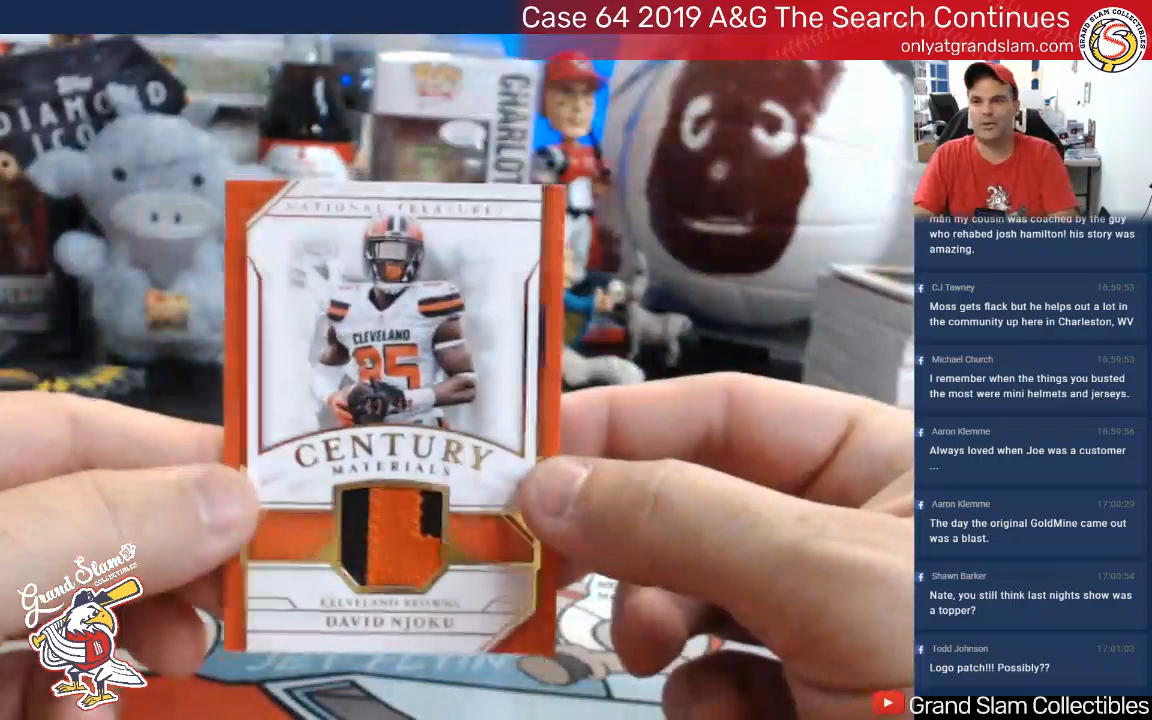 Case 64 2019 A&G The Search Continues
onlyatgrandslam.com
GRAND SLAM COLLECTIBLES
Topps
DIAMOND
CHARLOT
NATIONAL TREASURES
CLEVELAND
85
CENTURY
MATERIALS
CLEVELAND BROWNS
DAVID NJOKU
JET FLYIN
man my cousin was coached by the guy
who rehabed josh hamilton! his story was
amazing.
CJ Tawney 16:59:53
Moss gets flack but he helps out a lot in
the community up here in Charleston, WV
Michael Church 16:59:53
I remember when the things you busted
the most were mini helmets and jerseys.
Aaron Klemme 16:59:56
Always loved when Joe was a customer
...
Aaron Klemme 17:00:29
The day the original GoldMine came out
was a blast.
Shawn Barker 17:00:54
Nate, you still think last nights show was
a topper?
Todd Johnson 17:01:03
Logo patch!!! Possibly??
Grand Slam
COLLECTIBLES
Grand Slam Collectibles